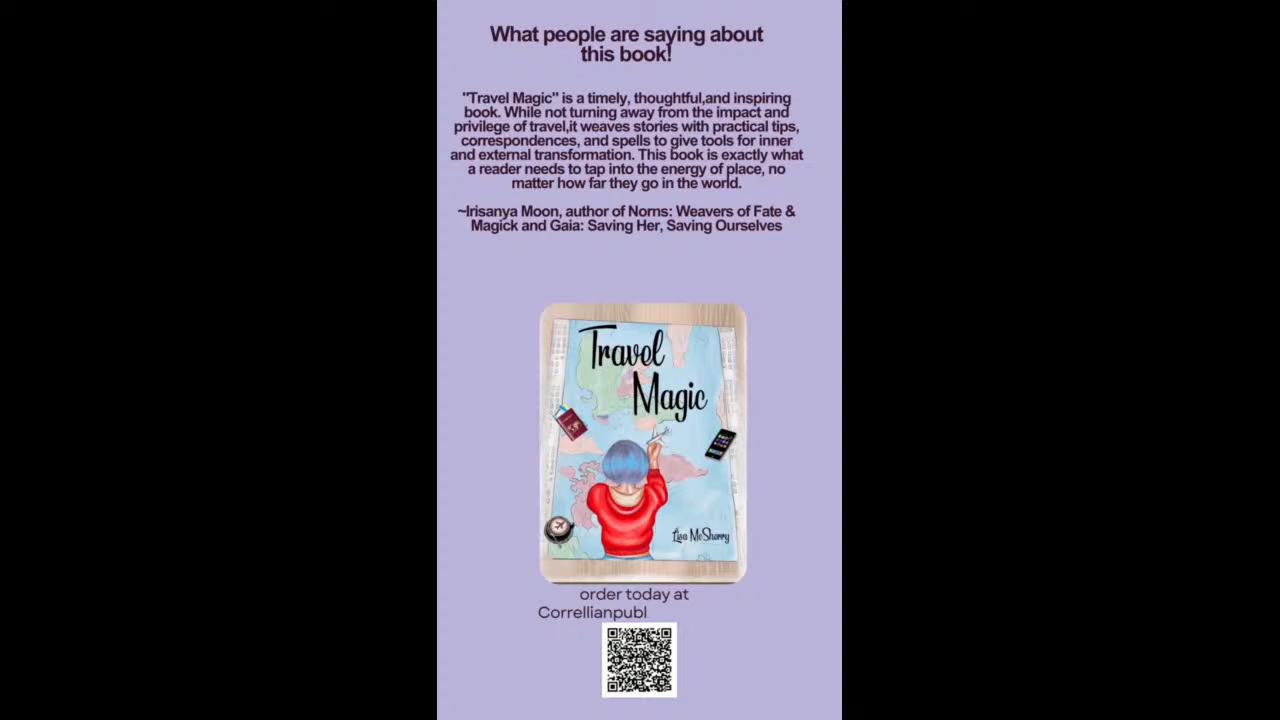 What people are saying about
this book!
"Travel Magic" is a timely, thoughtful,and inspiring
book. While not turning away from the impact and
privilege of travel,it weaves stories with practical tips,
correspondences, and spells to give tools for inner
and external transformation. This book is exactly what
a reader needs to tap into the energy of place, no
matter how far they go in the world.
~Irisanya Moon, author of Norns: Weavers of Fate &
Magick and Gaia: Saving Her, Saving Ourselves
Travel
Magic
Lisa McSherry
order today at
Correllianpubl